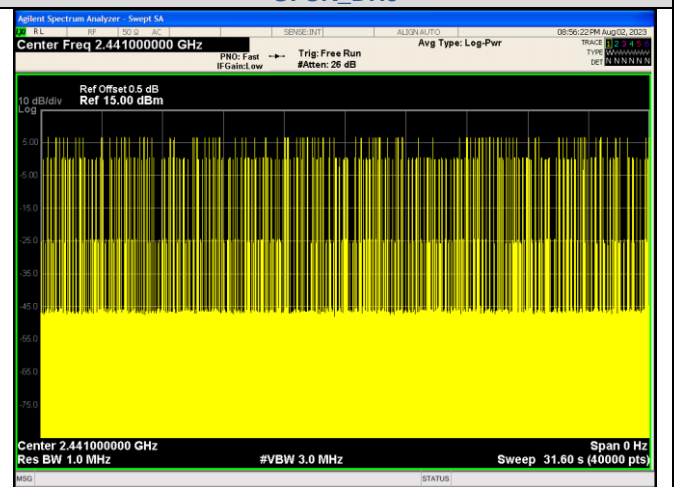 Agilent Spectrum Analyzer - Swept SA
RL RF 50 Ω AC SENSE:INT ALIGN AUTO 08:56:22 PM Aug 02, 2023
Center Freq 2.441000000 GHz Avg Type: Log-Pwr TRACE 1 2 3 4 5 6
PNO: Fast Trig: Free Run TYPE
IFGain:Low #Atten: 26 dB DET N N N N N N
Ref Offset 0.5 dB
10 dB/div Ref 15.00 dBm
Log
5.00
-5.00
-15.0
-25.0
-35.0
-45.0
-55.0
-65.0
-75.0
Center 2.441000000 GHz Span 0 Hz
Res BW 1.0 MHz #VBW 3.0 MHz Sweep 31.60 s (40000 pts)
MSG STATUS